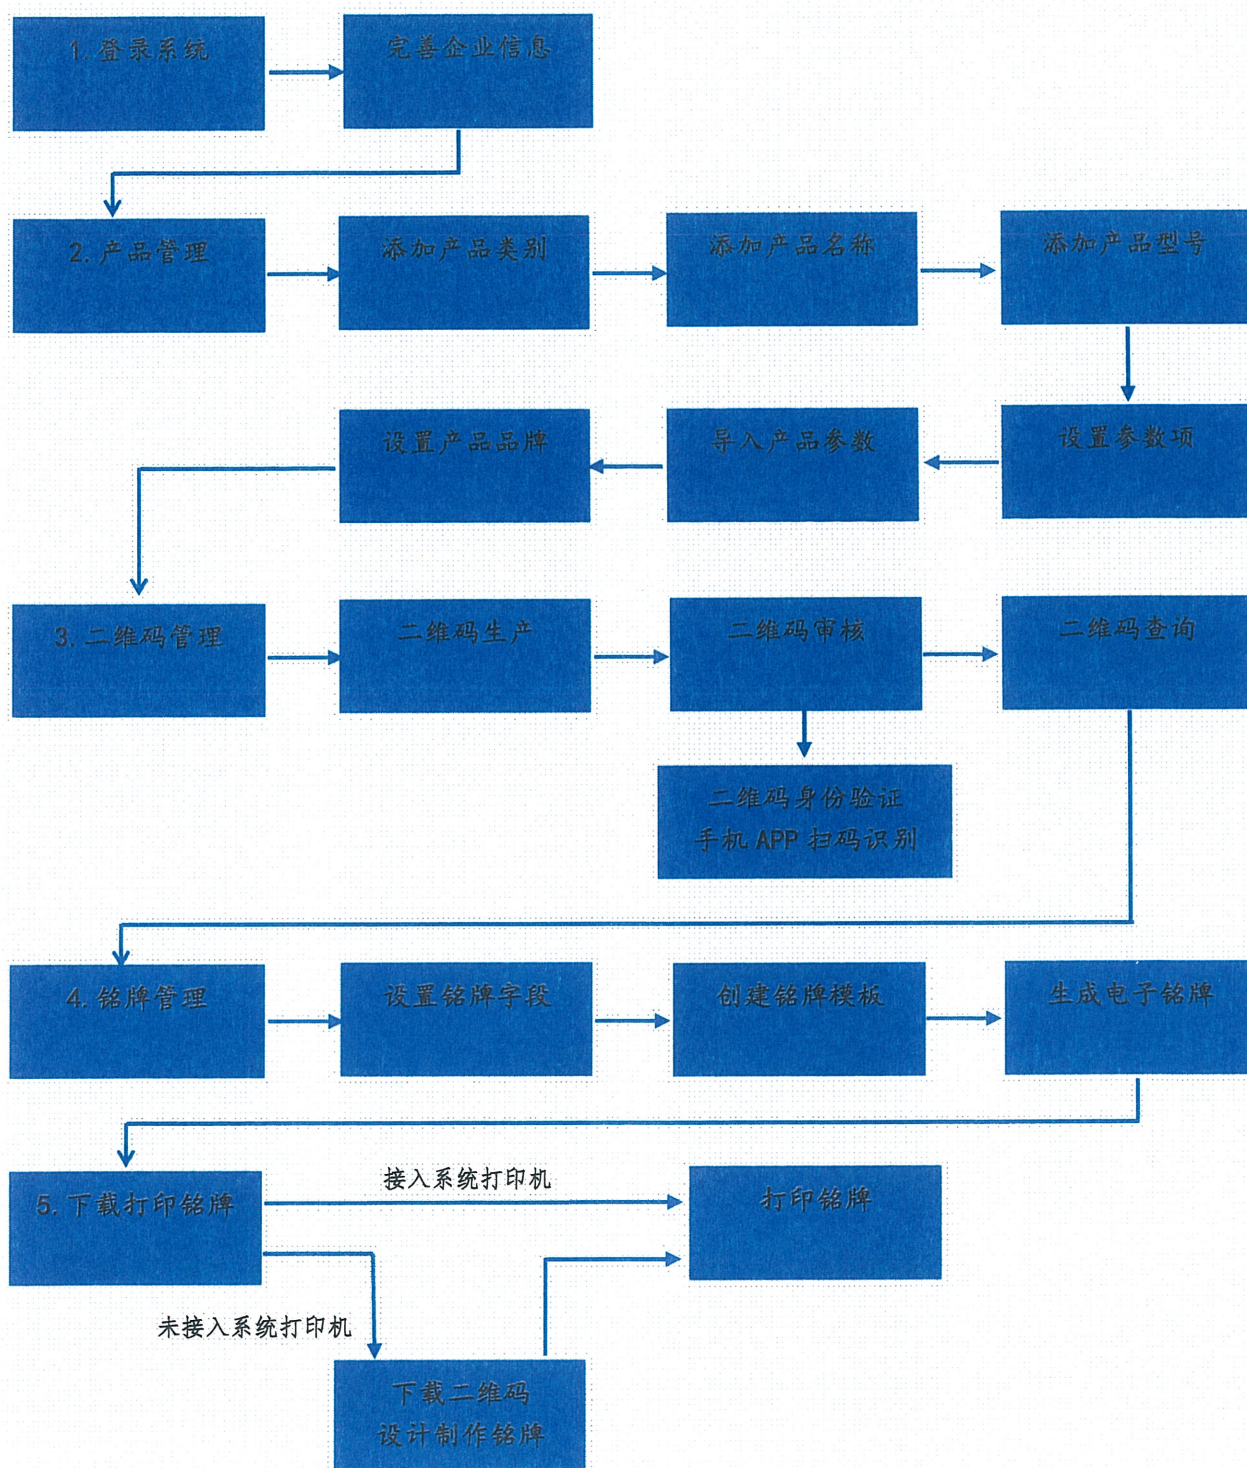 1. 登录系统
完善企业信息
2. 产品管理
添加产品类别
添加产品名称
添加产品型号
设置产品品牌
导入产品参数
设置参数项
3. 二维码管理
二维码生产
二维码审核
二维码查询
二维码身份验证
手机 APP 扫码识别
4. 铭牌管理
设置铭牌字段
创建铭牌模板
生成电子铭牌
接入系统打印机
5. 下载打印铭牌
打印铭牌
未接入系统打印机
下载二维码
设计制作铭牌